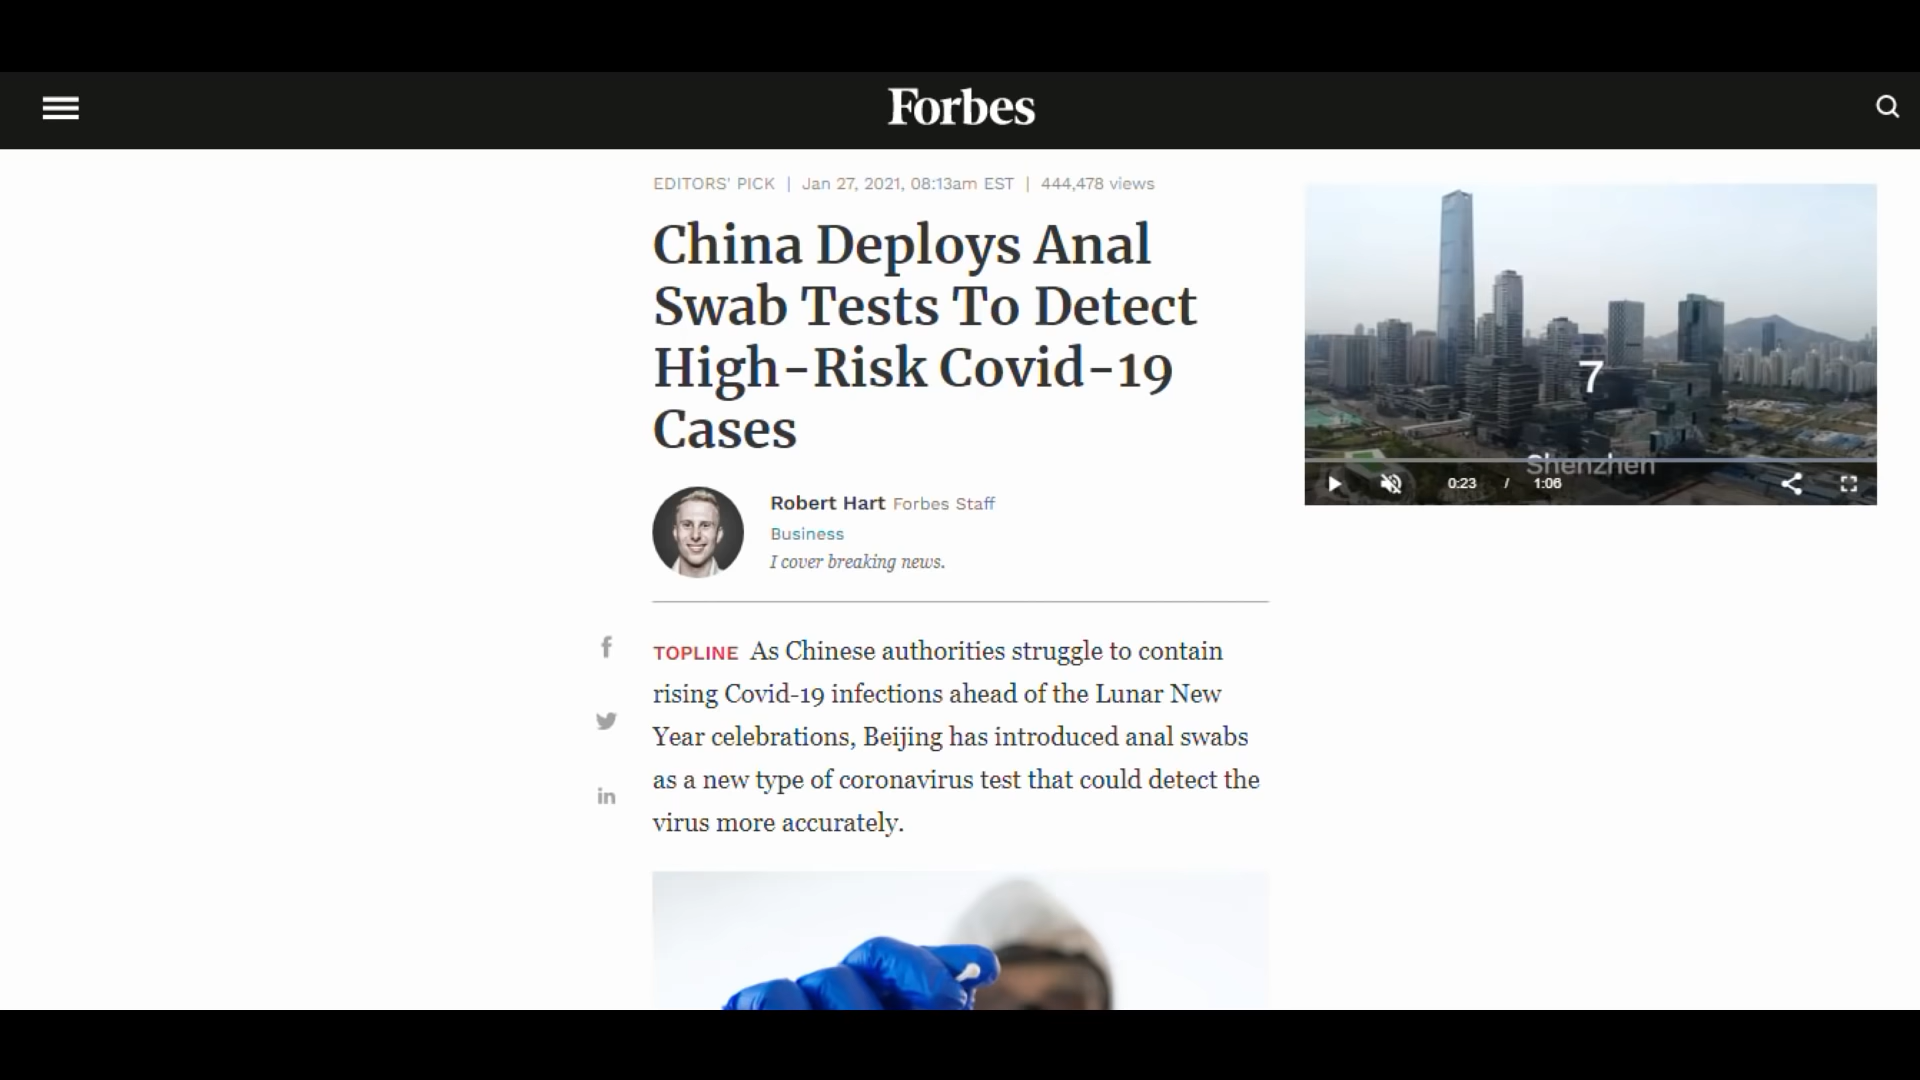 Forbes
EDITORS' PICK | Jan 27, 2021, 08:13am EST | 444,478 views
China Deploys Anal
Swab Tests To Detect
High-Risk Covid-19
Cases
Robert Hart Forbes Staff
Business
I cover breaking news.
TOPLINE As Chinese authorities struggle to contain
rising Covid-19 infections ahead of the Lunar New
Year celebrations, Beijing has introduced anal swabs
as a new type of coronavirus test that could detect the
virus more accurately.
f
in
7
Shenzhen
0:23 / 1:06